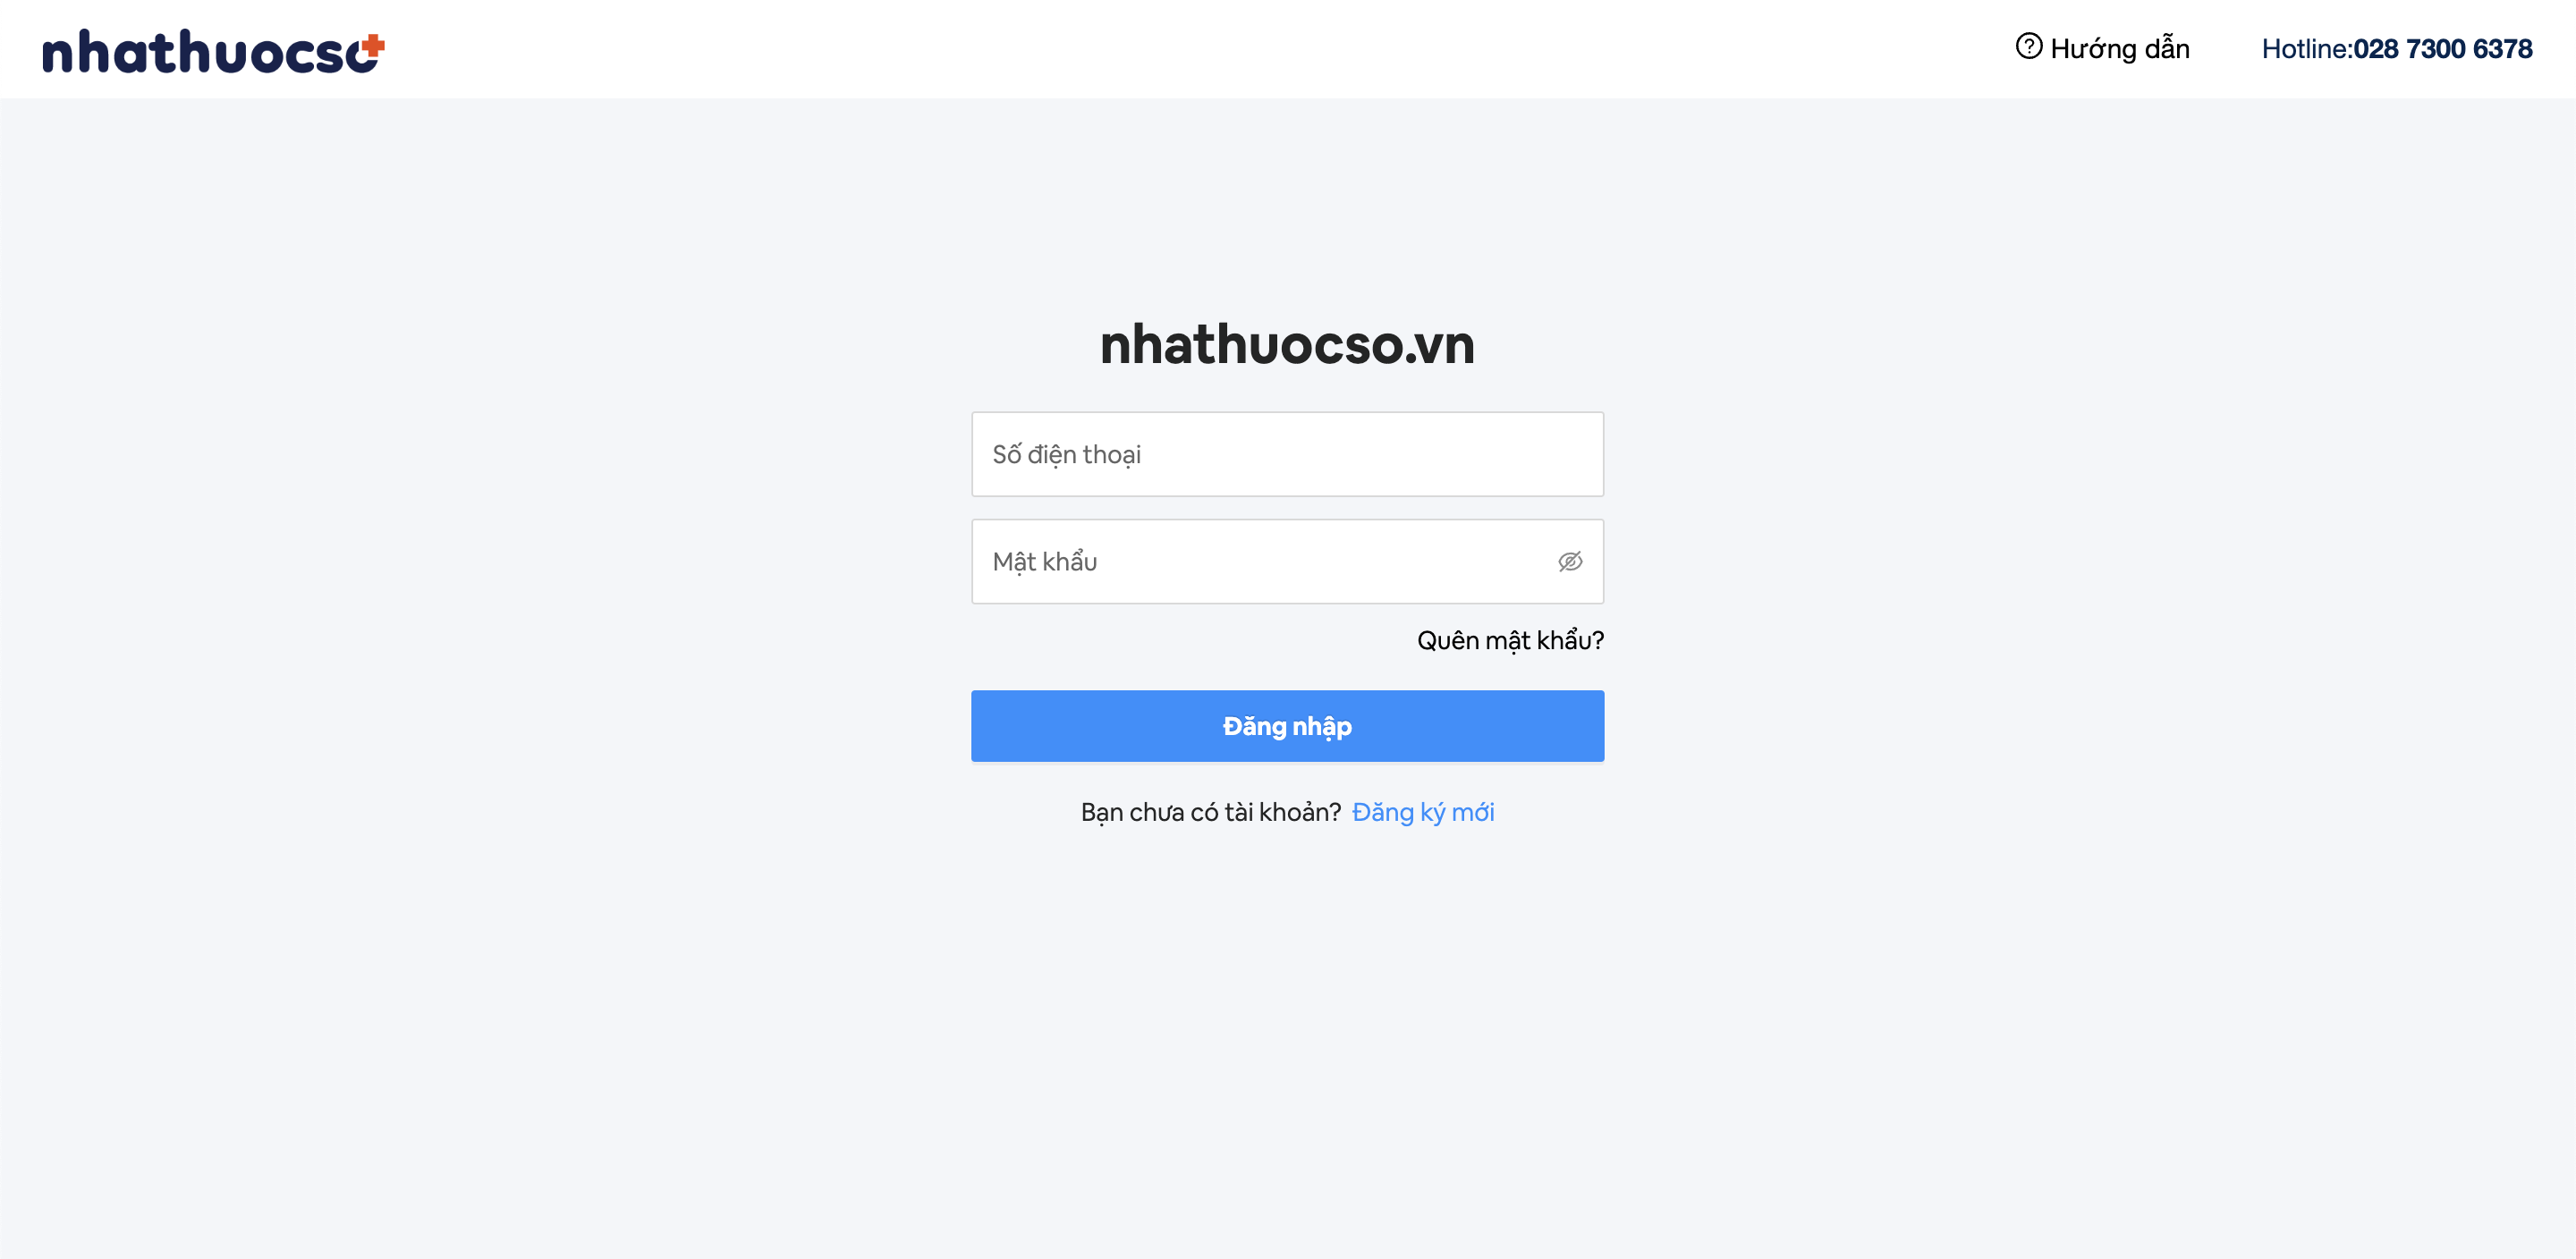 nhathuocso
Hướng dẫn
Hotline:028 7300 6378
nhathuocso.vn
Số điện thoại
Mật khẩu
Quên mật khẩu?
Đăng nhập
Bạn chưa có tài khoản? Đăng ký mới